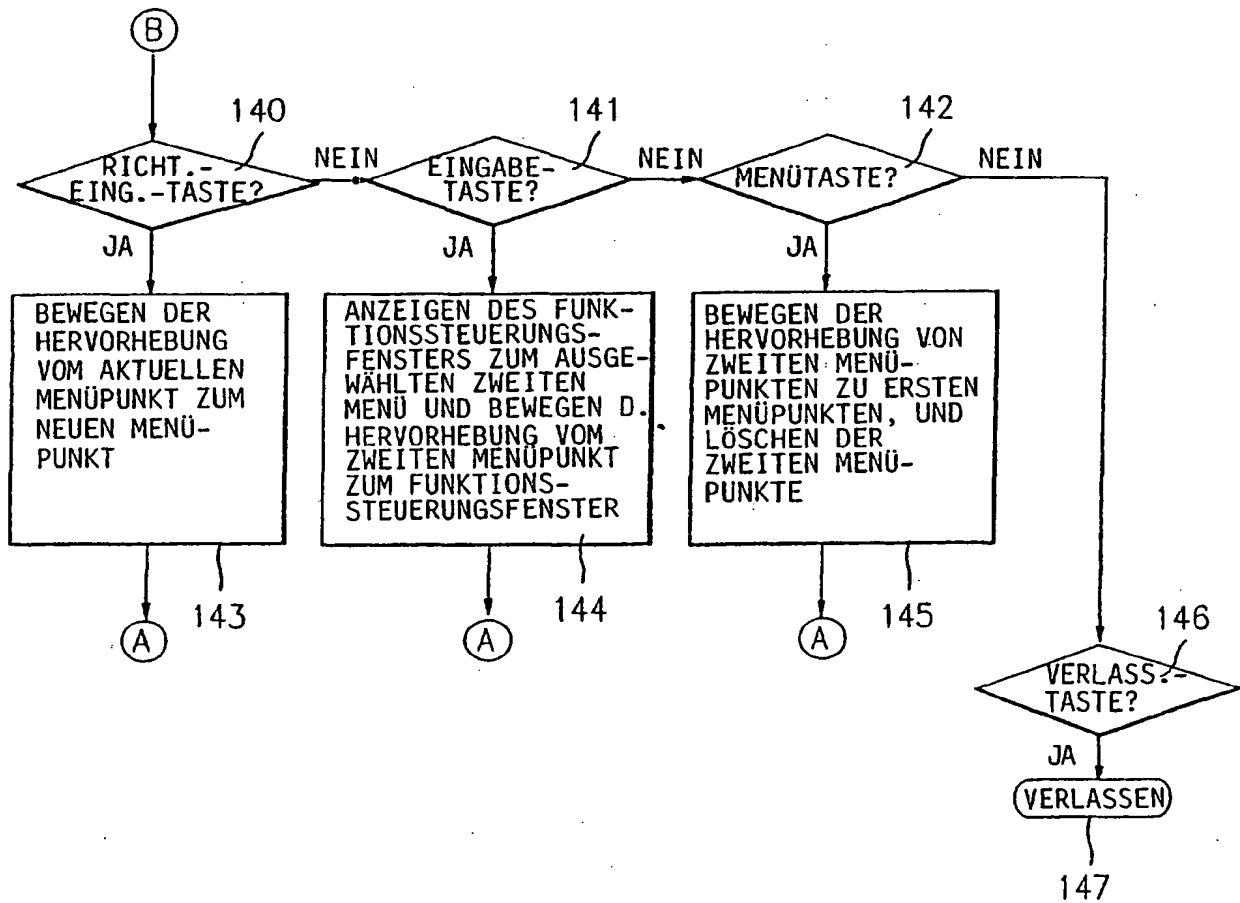 B
140
141
142
RICHT.-
EING.-TASTE?
NEIN
EINGABE-
TASTE?
NEIN
MENÜTASTE?
NEIN
JA
JA
JA
BEWEGEN DER
HERVORHEBUNG
VOM AKTUELLEN
MENÜPUNKT ZUM
NEUEN MENÜ-
PUNKT
ANZEIGEN DES FUNK-
TIONSSTEUERUNGS-
FENSTERS ZUM AUSGE-
WÄHLTEN ZWEITEN
MENÜ UND BEWEGEN D.
HERVORHEBUNG VOM
ZWEITEN MENÜPUNKT
ZUM FUNKTIONS-
STEUERUNGSFENSTER
BEWEGEN DER
HERVORHEBUNG VON
ZWEITEN MENÜ-
PUNKTEN ZU ERSTEN
MENÜPUNKTEN, UND
LÖSCHEN DER
ZWEITEN MENÜ-
PUNKTE
143
144
145
A
A
A
146
VERLASS.-
TASTE?
JA
VERLASSEN
147